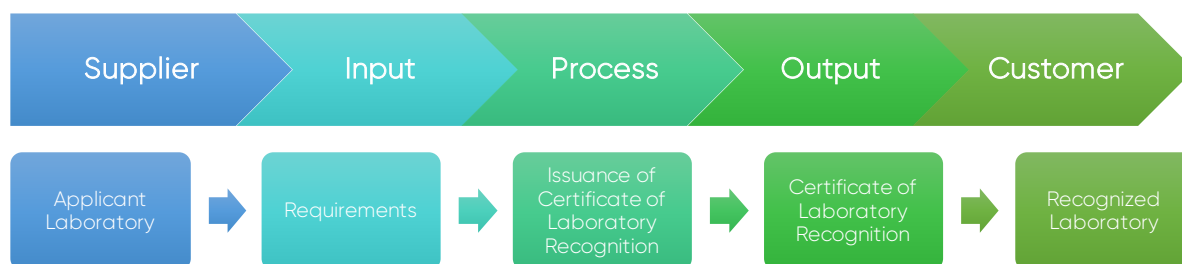 Supplier
Input
Process
Output
Customer
Applicant
Laboratory
Requirements
Issuance of
Certificate of
Laboratory
Recognition
Certificate of
Laboratory
Recognition
Recognized
Laboratory